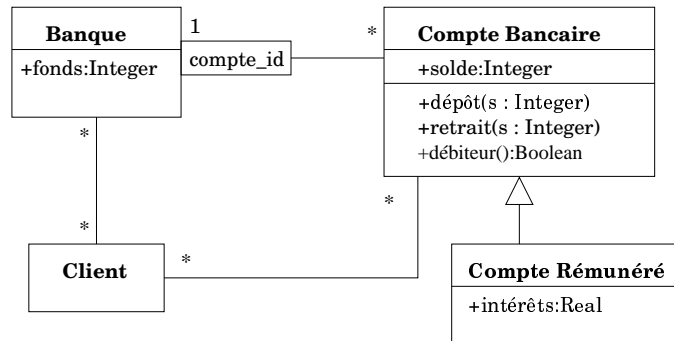 Banque
+fonds:Integer
1
compte_id
*
Compte Bancaire
+solde:Integer
+dépôt(s : Integer)
+retrait(s : Integer)
+débiteur():Boolean
*
*
*
*
Client
Compte Rémunéré
+intérêts:Real